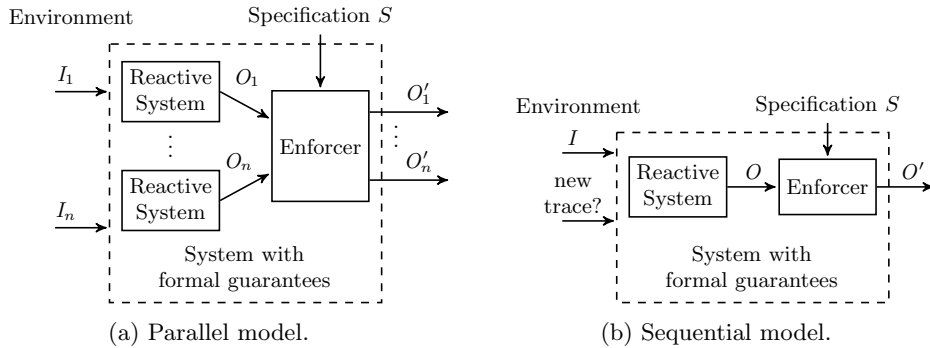 Environment
Specification S
I₁
Reactive
System
O₁
Enforcer
O′₁
⋮
Iₙ
Reactive
System
Oₙ
O′ₙ
⋮
System with
formal guarantees
(a) Parallel model.
Environment
Specification S
I
new
trace?
Reactive
System
O
Enforcer
O′
System with
formal guarantees
(b) Sequential model.